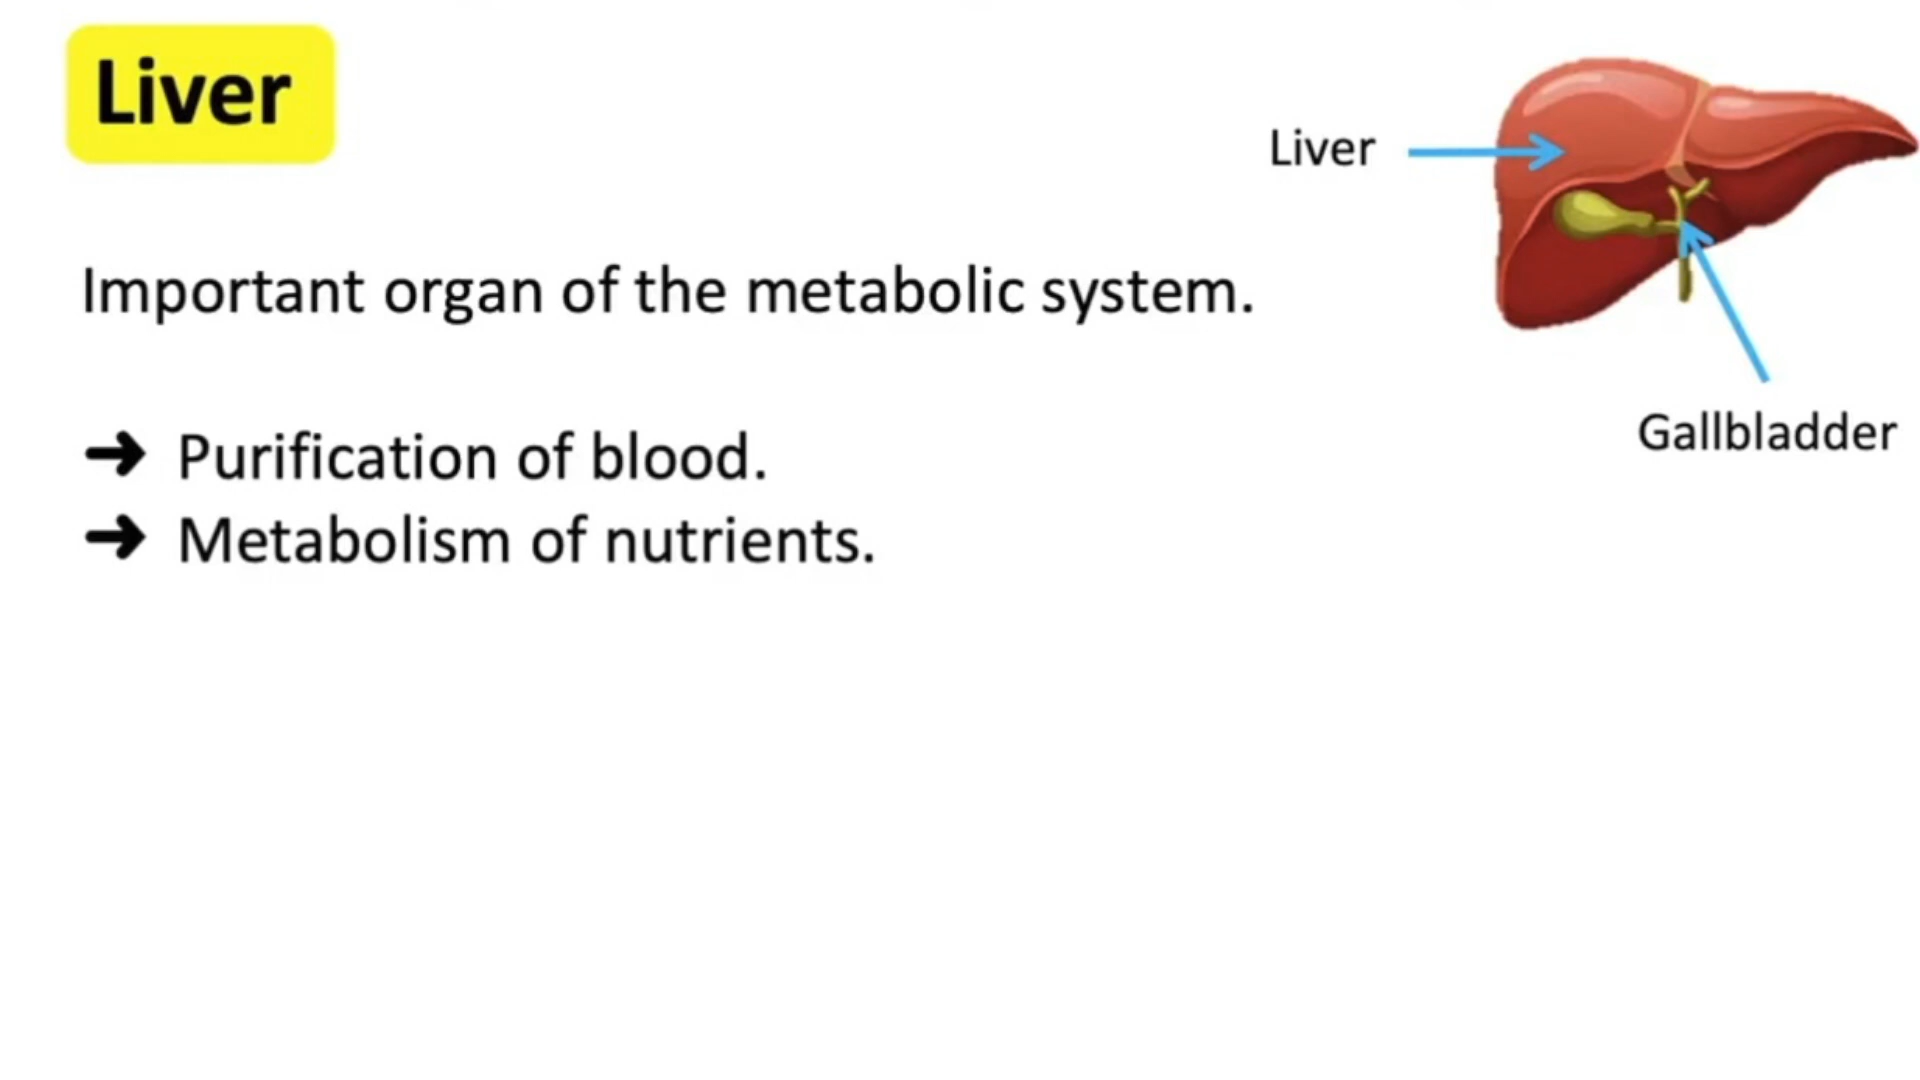 Liver
Liver
Important organ of the metabolic system.
Gallbladder
➜ Purification of blood.
➜ Metabolism of nutrients.